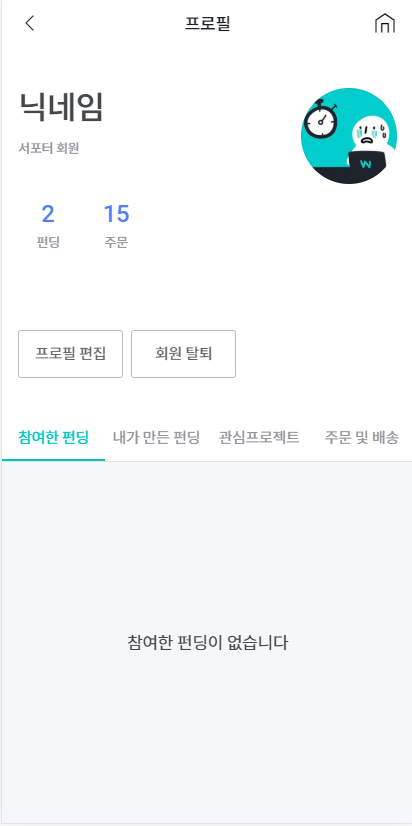 프로필
닉네임
서포터 회원
2 15
펀딩 주문
프로필 편집 회원 탈퇴
참여한 펀딩 내가 만든 펀딩 관심프로젝트 주문 및 배송
참여한 펀딩이 없습니다